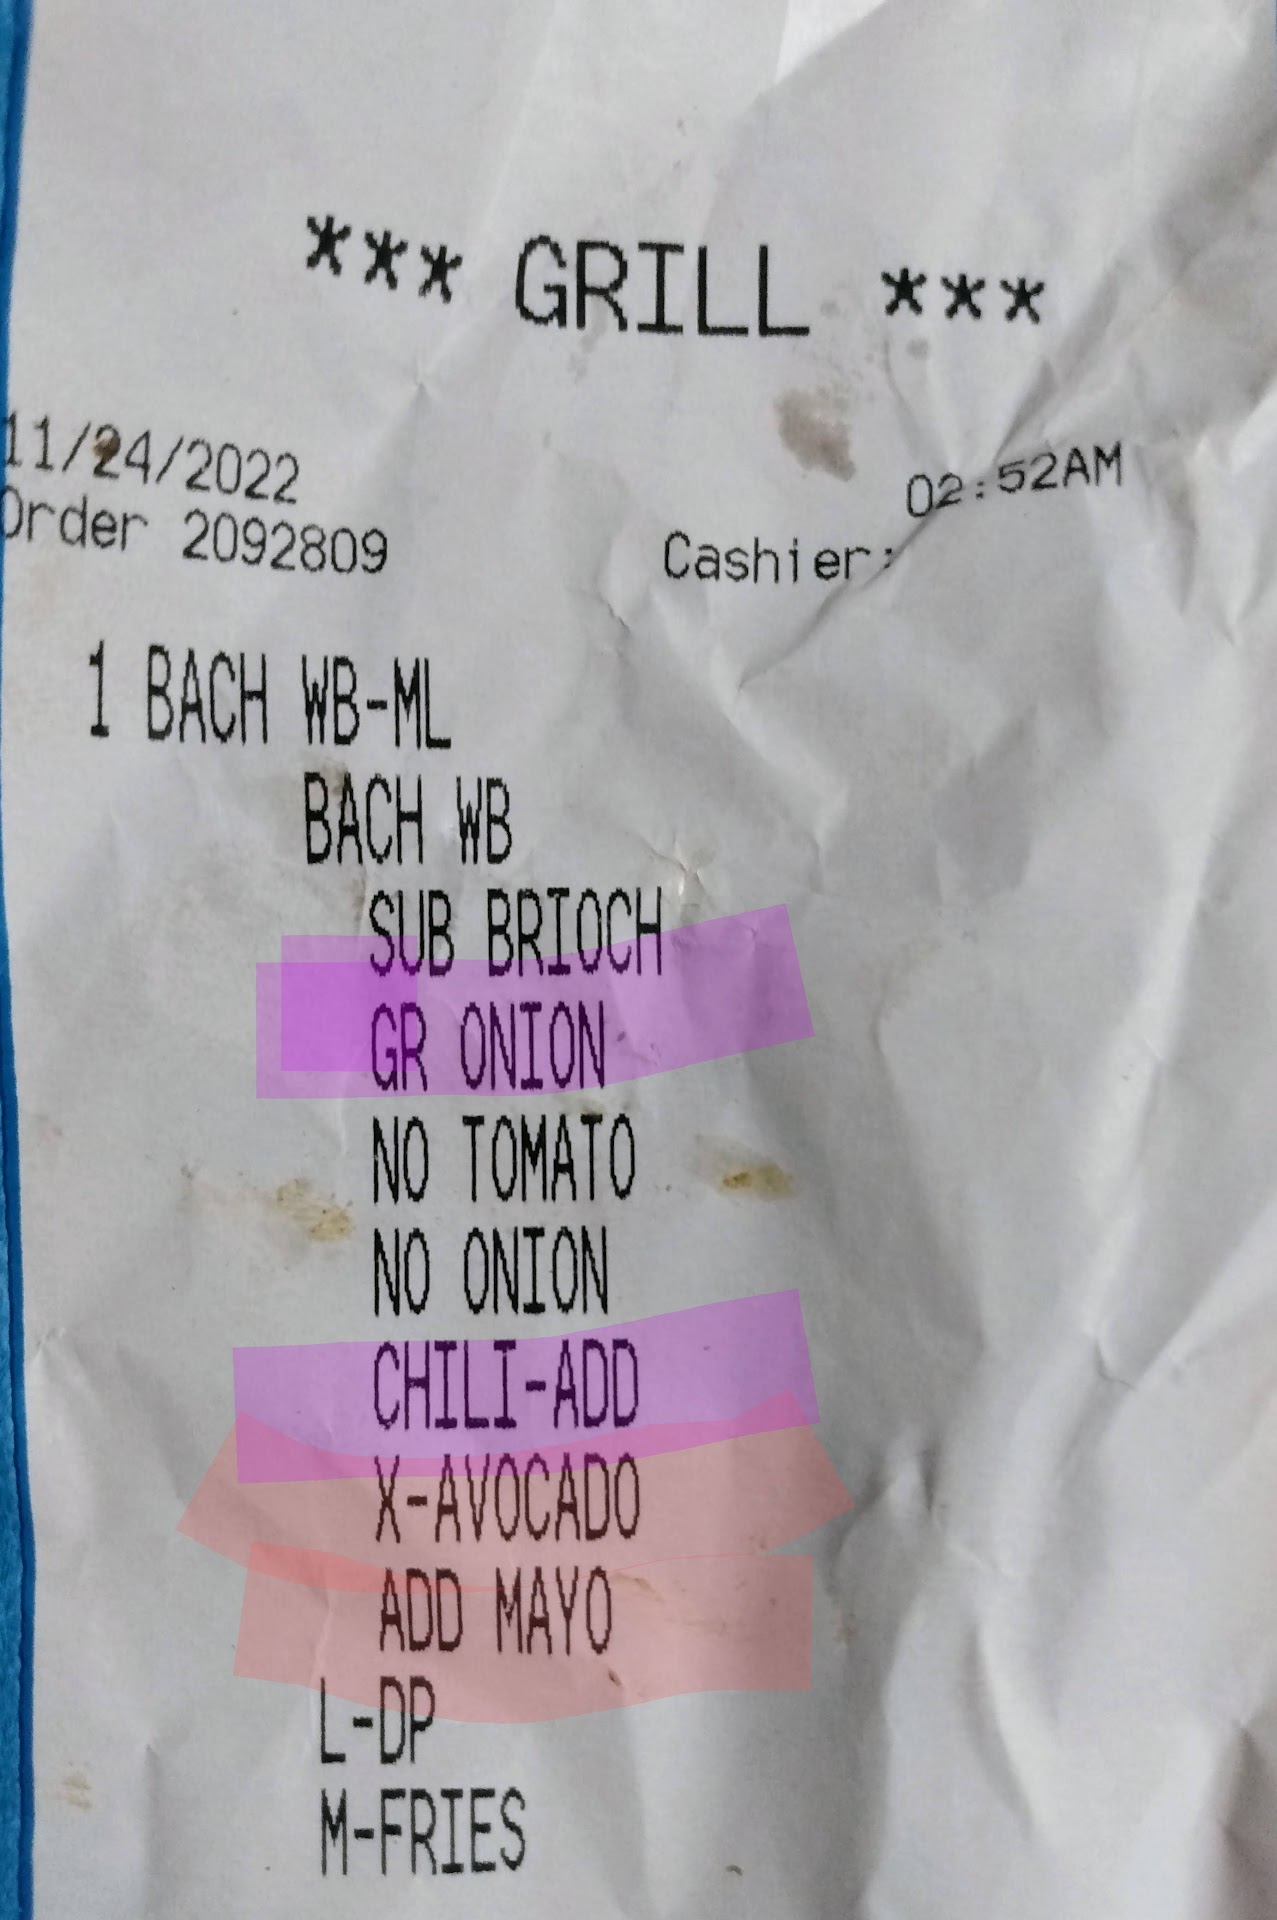 *** GRILL ***
11/24/2022 02:52AM
Order 2092809 Cashier:
1 BACH WB-ML
BACH WB
SUB BRIOCH
GR ONION
NO TOMATO
NO ONION
CHILI-ADD
X-AVOCADO
ADD MAYO
L-DP
M-FRIES